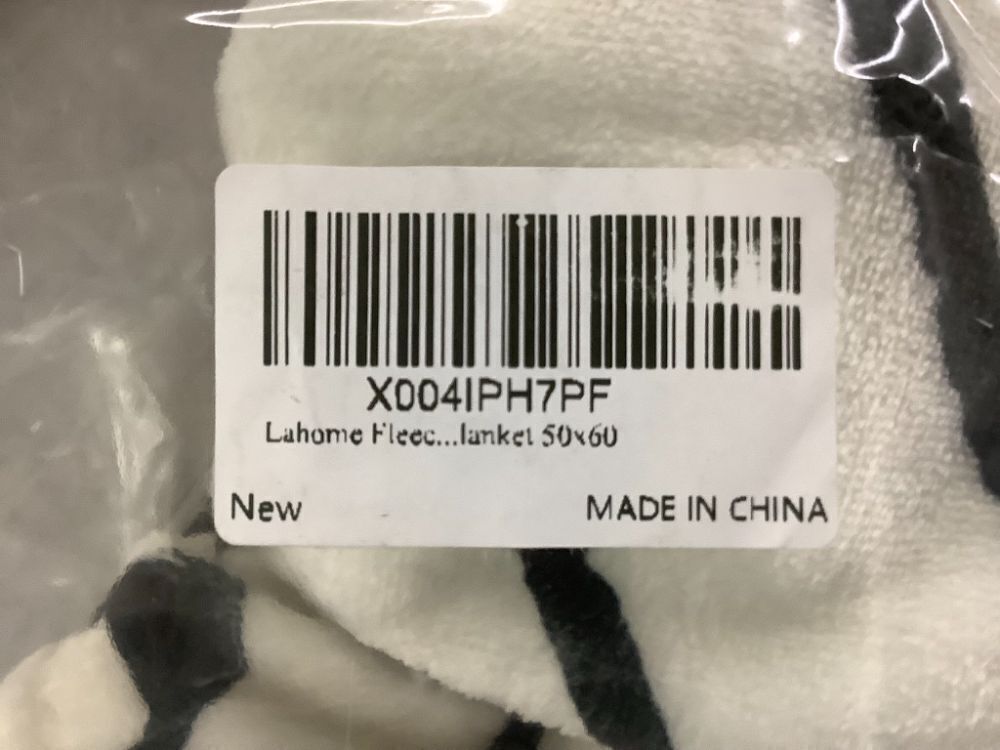 X004IPH7PF
Lahome Fleec...lanket 50x60
New
MADE IN CHINA